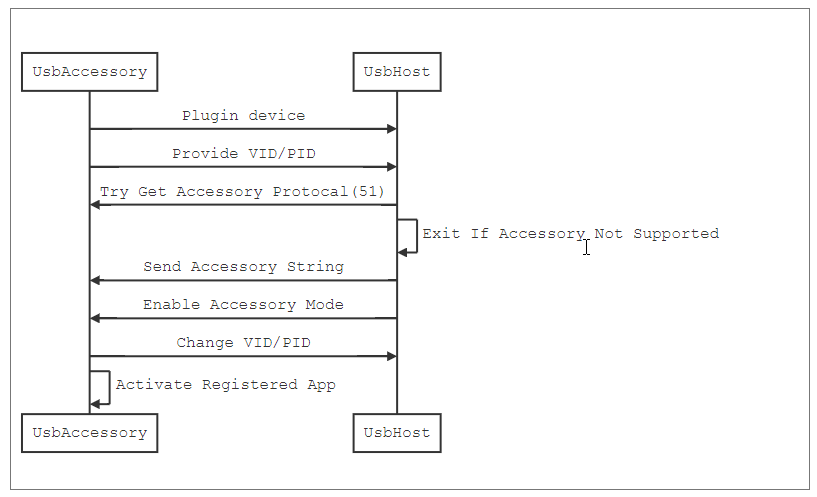 UsbAccessory
UsbHost
Plugin device
Provide VID/PID
Try Get Accessory Protocal(51)
Exit If Accessory Not Supported
Send Accessory String
Enable Accessory Mode
Change VID/PID
Activate Registered App
UsbAccessory
UsbHost